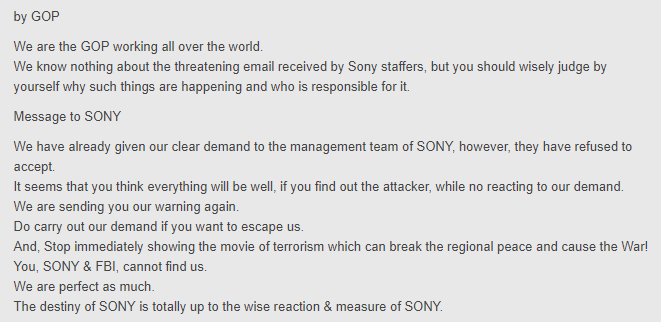 by GOP
We are the GOP working all over the world.
We know nothing about the threatening email received by Sony staffers, but you should wisely judge by
yourself why such things are happening and who is responsible for it.
Message to SONY
We have already given our clear demand to the management team of SONY, however, they have refused to
accept.
It seems that you think everything will be well, if you find out the attacker, while no reacting to our demand.
We are sending you our warning again.
Do carry out our demand if you want to escape us.
And, Stop immediately showing the movie of terrorism which can break the regional peace and cause the War!
You, SONY & FBI, cannot find us.
We are perfect as much.
The destiny of SONY is totally up to the wise reaction & measure of SONY.